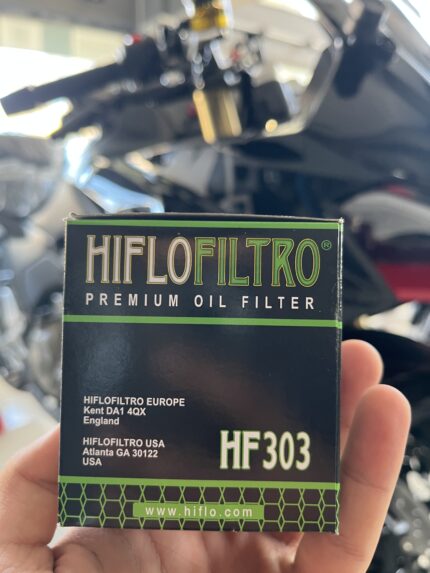 HIFLOFILTRO®
PREMIUM OIL FILTER
HIFLOFILTRO EUROPE
Kent DA1 4QX
England
HIFLOFILTRO USA
Atlanta GA 30122
USA
HF303
www.hiflo.com